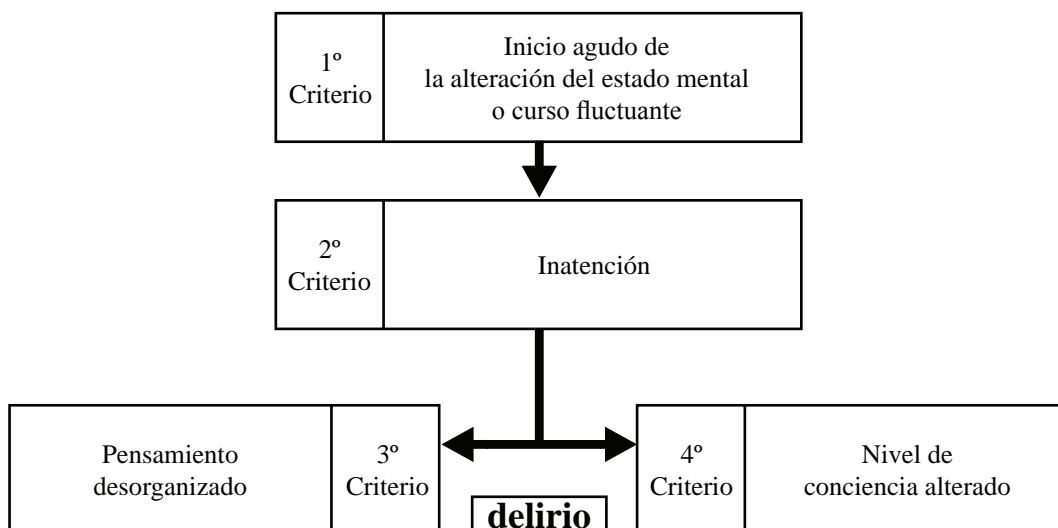 1º
Criterio
Inicio agudo de
la alteración del estado mental
o curso fluctuante
2º
Criterio
Inatención
Pensamiento
desorganizado
3º
Criterio
4º
Criterio
Nivel de
conciencia alterado
delirio